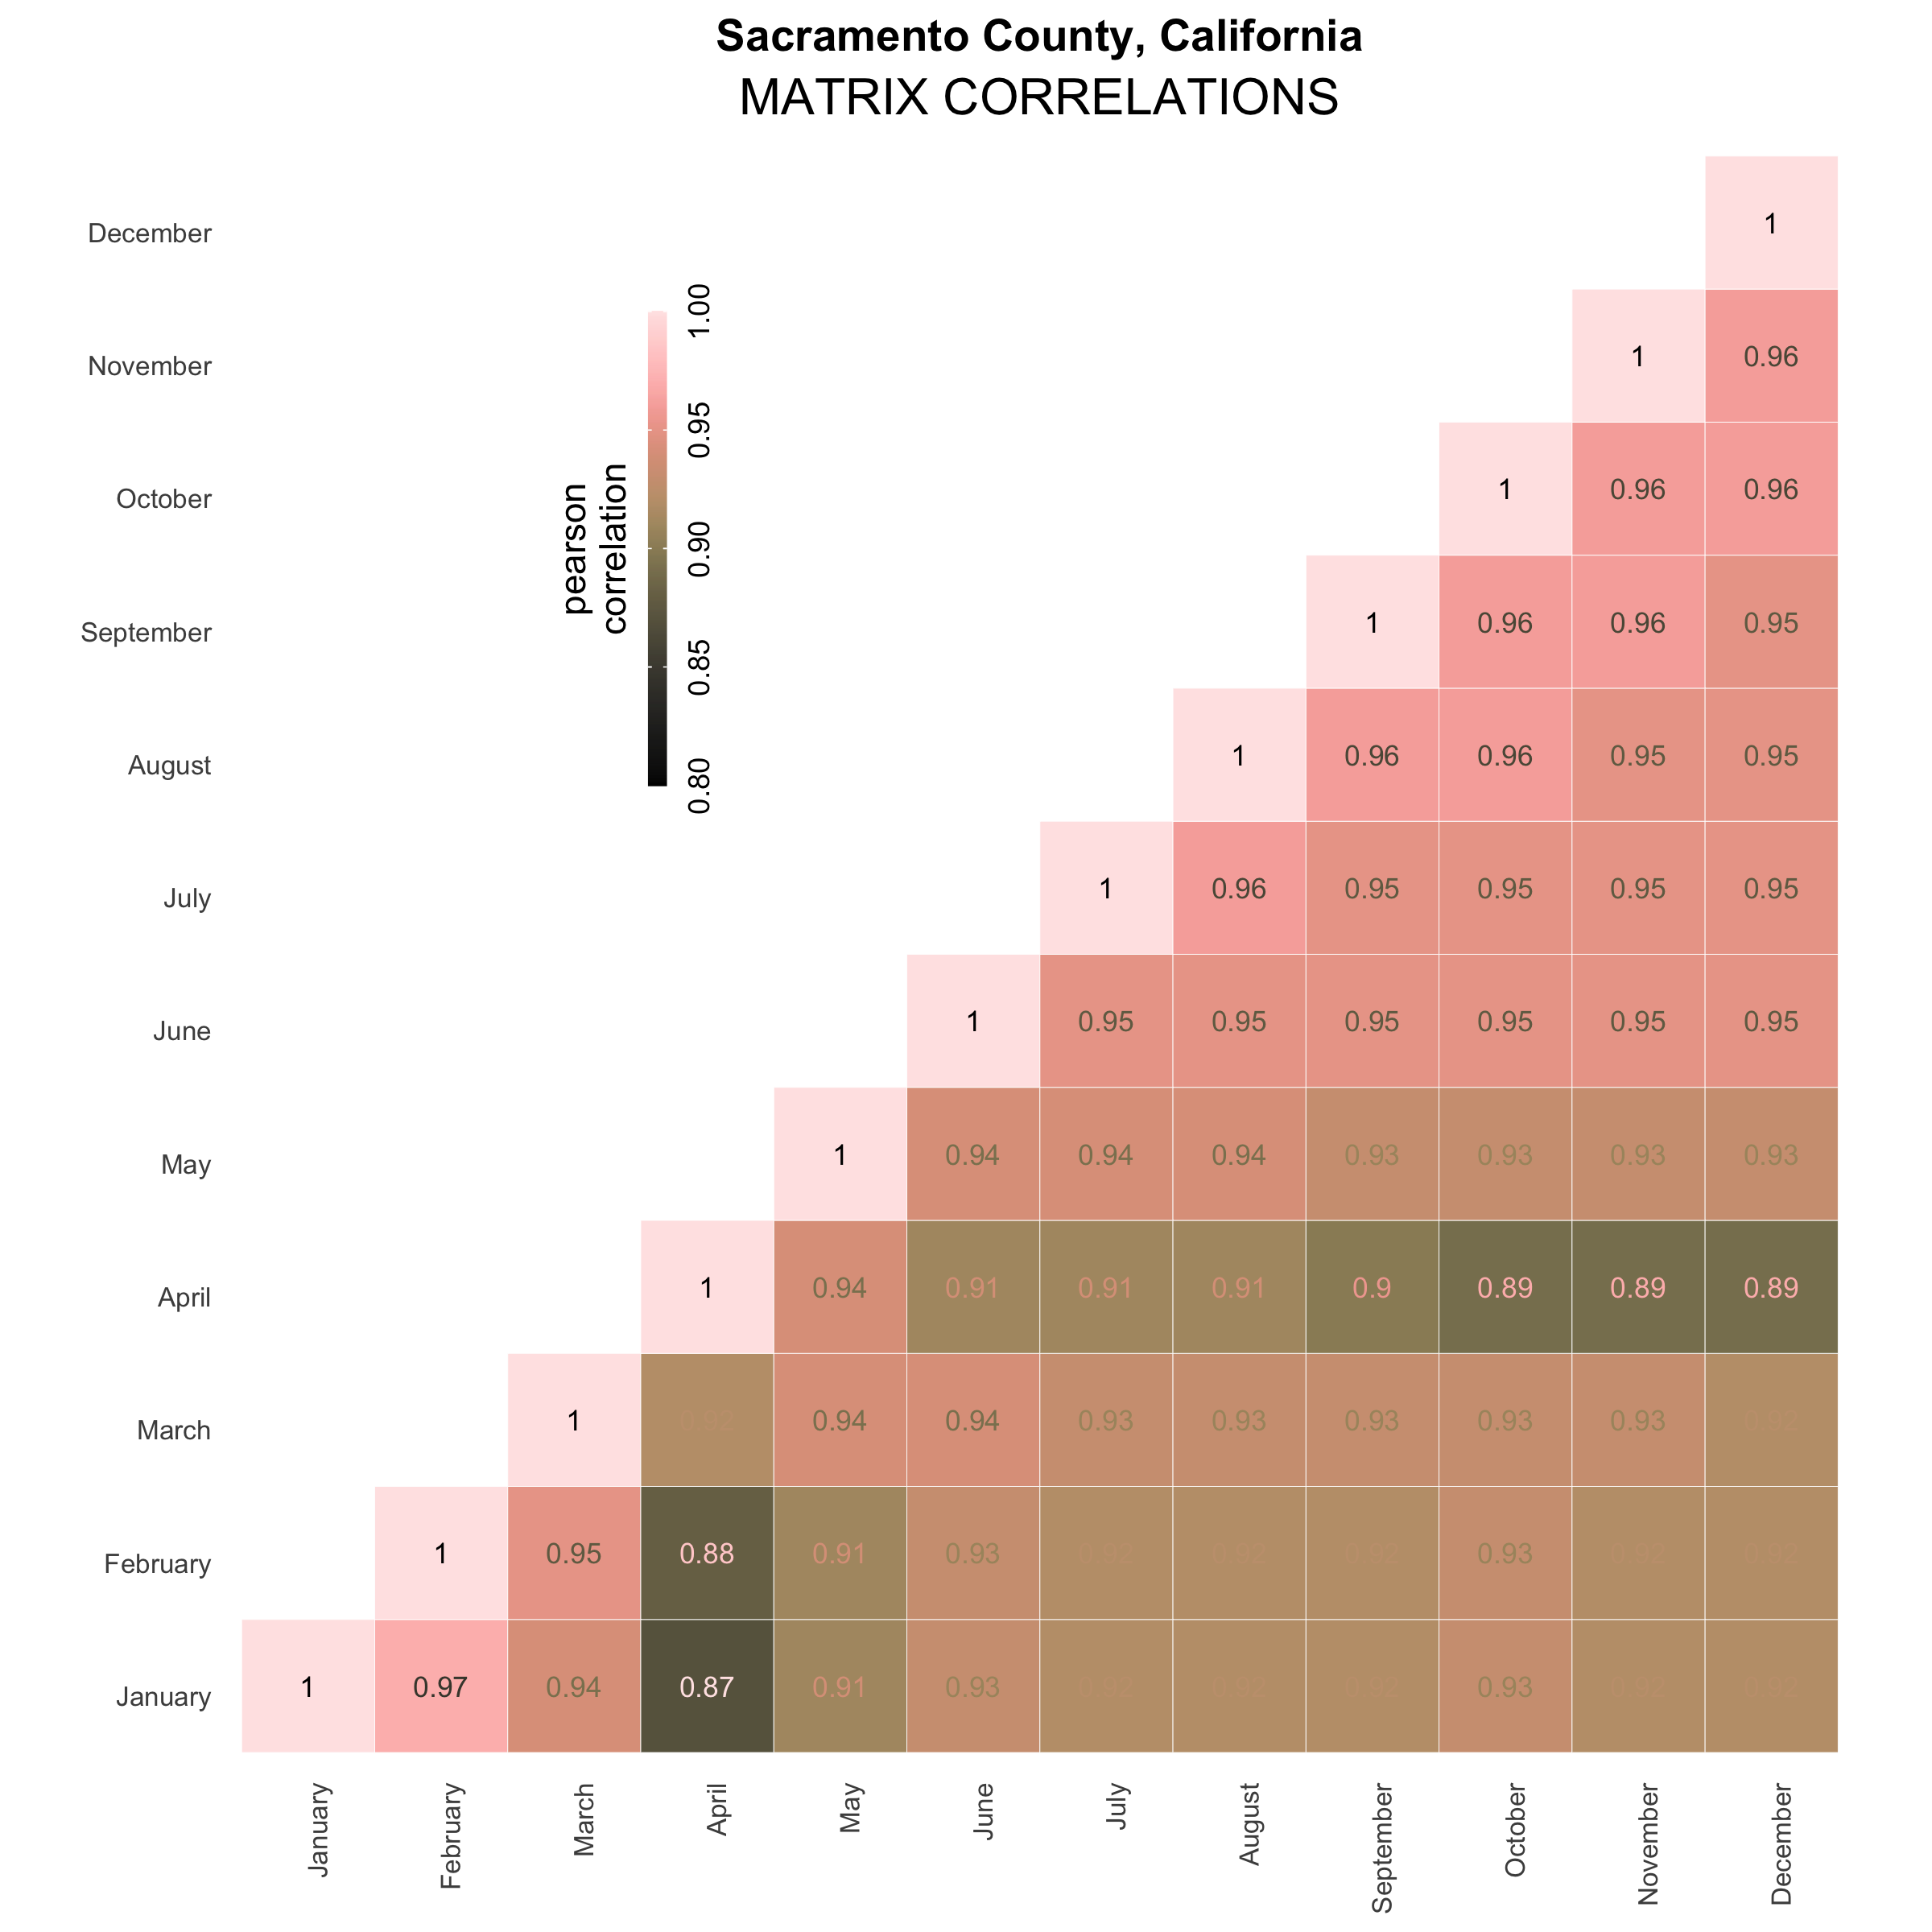 Sacramento County, California
MATRIX CORRELATIONS
pearson
correlation
1.00
0.95
0.90
0.85
0.80
December 1
November 1 0.96
October 1 0.96 0.96
September 1 0.96 0.96 0.95
August 1 0.96 0.96 0.95 0.95
July 1 0.96 0.95 0.95 0.95 0.95
June 1 0.95 0.95 0.95 0.95 0.95 0.95
May 1 0.94 0.94 0.94 0.93 0.93 0.93 0.93
April 1 0.94 0.91 0.91 0.91 0.9 0.89 0.89 0.89
March 1 0.94 0.94 0.93 0.93 0.93 0.93 0.93
February 1 0.95 0.88 0.91 0.93 0.93
January 1 0.97 0.94 0.87 0.91 0.93 0.93
January February March April May June July August September October November December